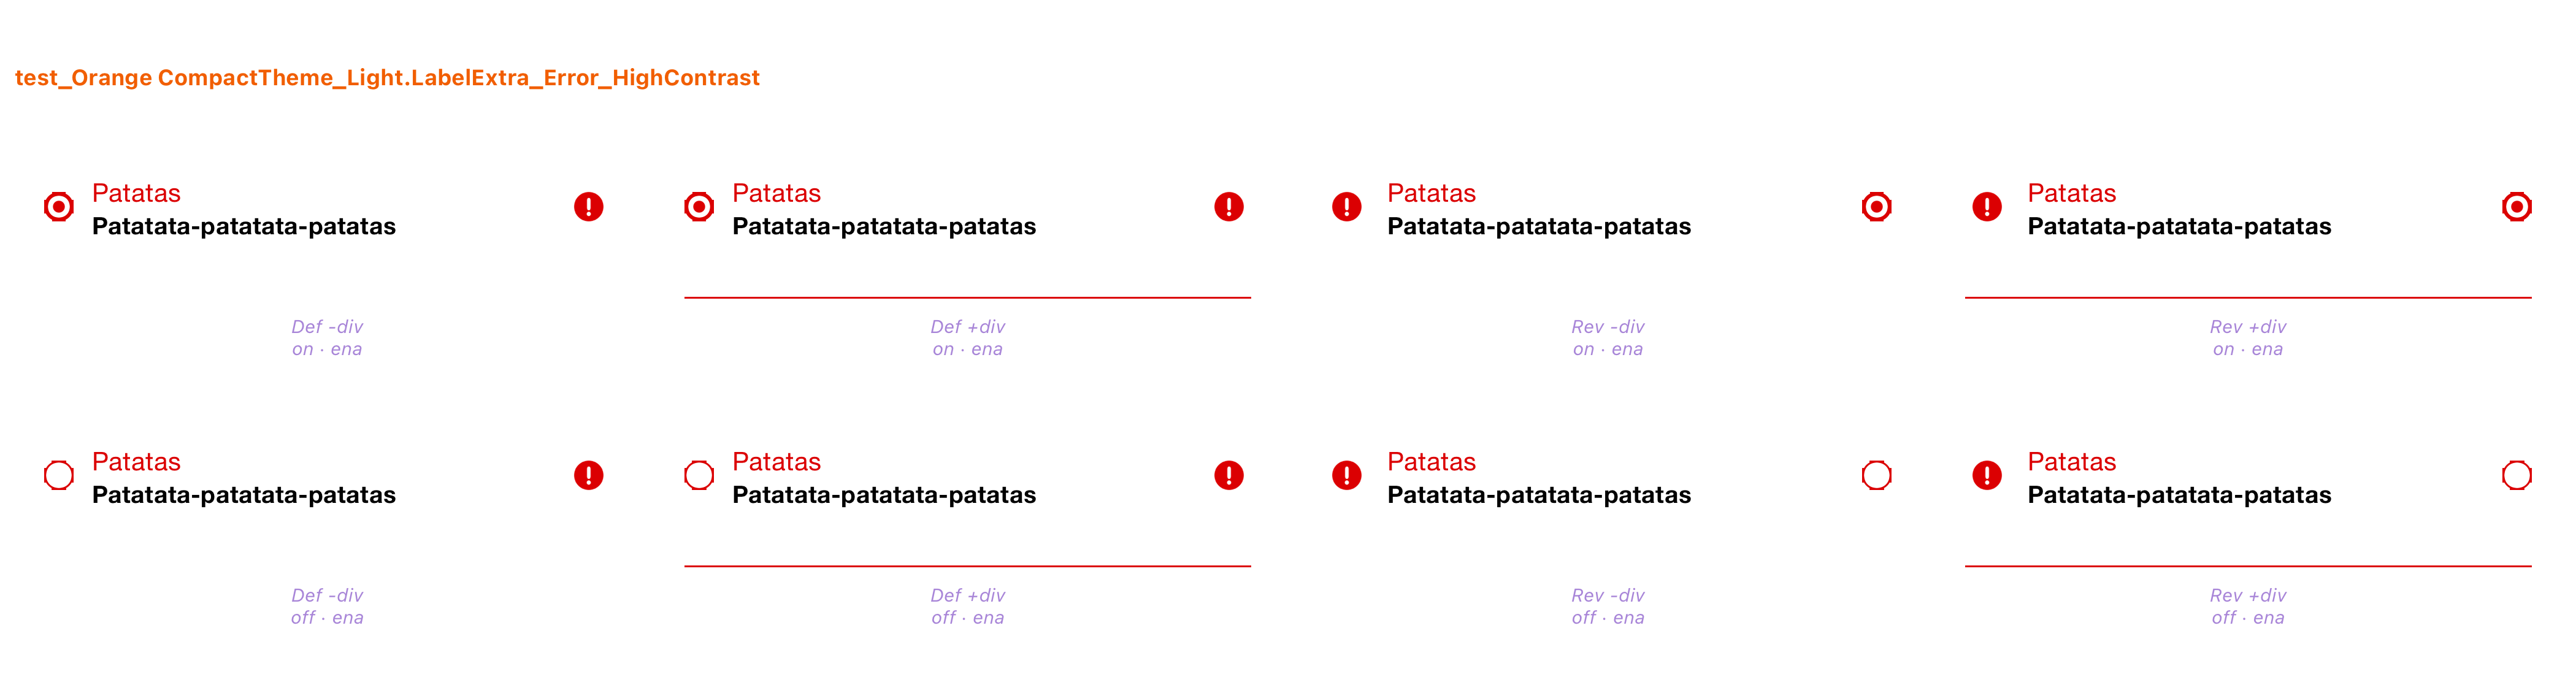 test_Orange CompactTheme_Light.LabelExtra_Error_HighContrast
Patatas
Patatata-patatata-patatas
Def -div
on · ena
Patatas
Patatata-patatata-patatas
Def +div
on · ena
Patatas
Patatata-patatata-patatas
Rev -div
on · ena
Patatas
Patatata-patatata-patatas
Rev +div
on · ena
Patatas
Patatata-patatata-patatas
Def -div
off · ena
Patatas
Patatata-patatata-patatas
Def +div
off · ena
Patatas
Patatata-patatata-patatas
Rev -div
off · ena
Patatas
Patatata-patatata-patatas
Rev +div
off · ena